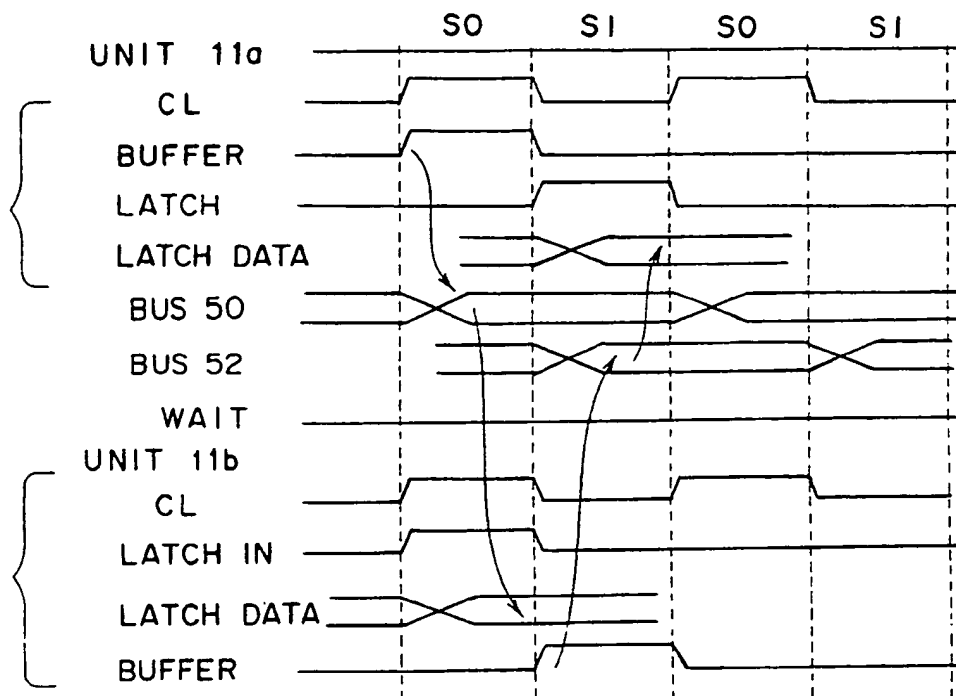 S0 S1 S0 S1
UNIT 11a
CL
BUFFER
LATCH
LATCH DATA
BUS 50
BUS 52
WAIT
UNIT 11b
CL
LATCH IN
LATCH DATA
BUFFER